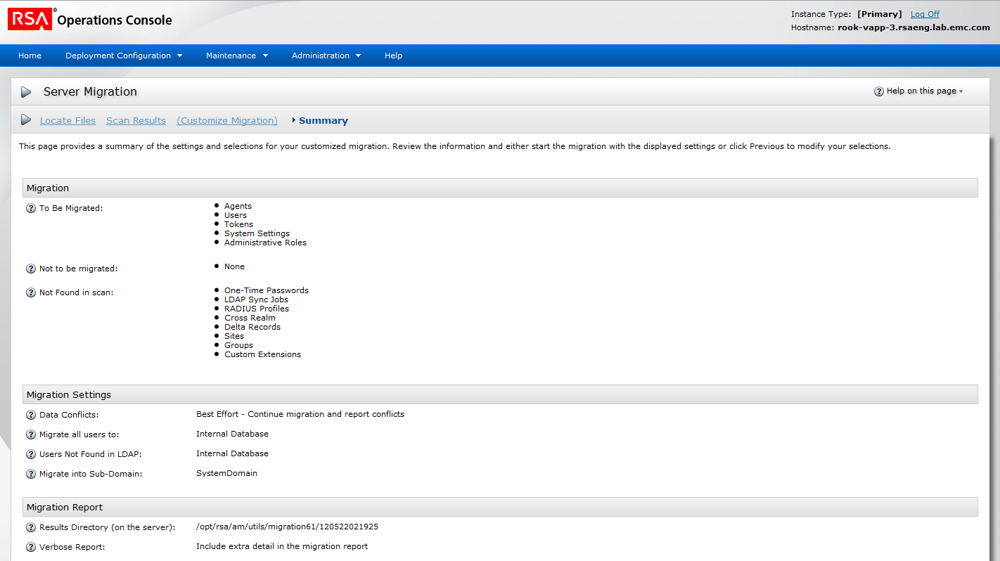 RSA® Operations Console
Instance Type: [Primary] Log Off
Hostname: rook-vapp-3.rsaeng.lab.emc.com
Home Deployment Configuration Maintenance Administration Help
Server Migration
? Help on this page
Locate Files Scan Results (Customize Migration) Summary
This page provides a summary of the settings and selections for your customized migration. Review the information and either start the migration with the displayed settings or click Previous to modify your selections.
Migration
? To Be Migrated:
• Agents
• Users
• Tokens
• System Settings
• Administrative Roles
? Not to be migrated:
• None
? Not Found in scan:
• One-Time Passwords
• LDAP Sync Jobs
• RADIUS Profiles
• Cross Realm
• Delta Records
• Sites
• Groups
• Custom Extensions
Migration Settings
? Data Conflicts: Best Effort - Continue migration and report conflicts
? Migrate all users to: Internal Database
? Users Not Found in LDAP: Internal Database
? Migrate into Sub-Domain: SystemDomain
Migration Report
? Results Directory (on the server): /opt/rsa/am/utils/migration61/120522021925
? Verbose Report: Include extra detail in the migration report